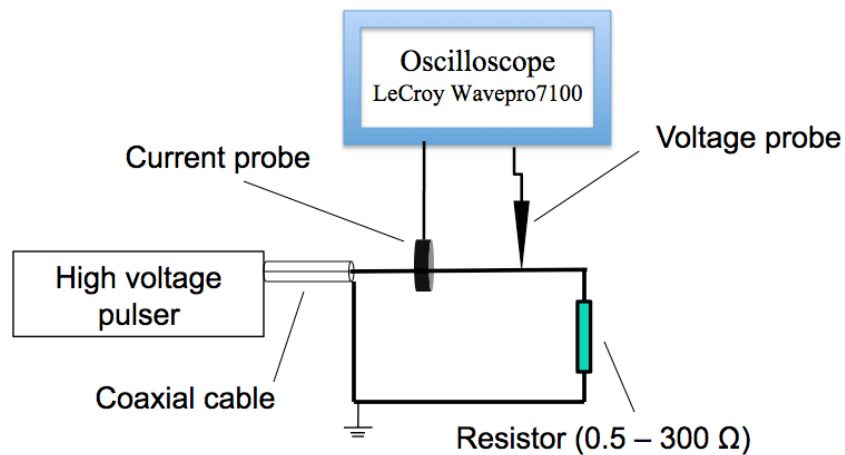 Oscilloscope
LeCroy Wavepro7100
Voltage probe
Current probe
High voltage
pulser
Coaxial cable
Resistor (0.5 – 300 Ω)